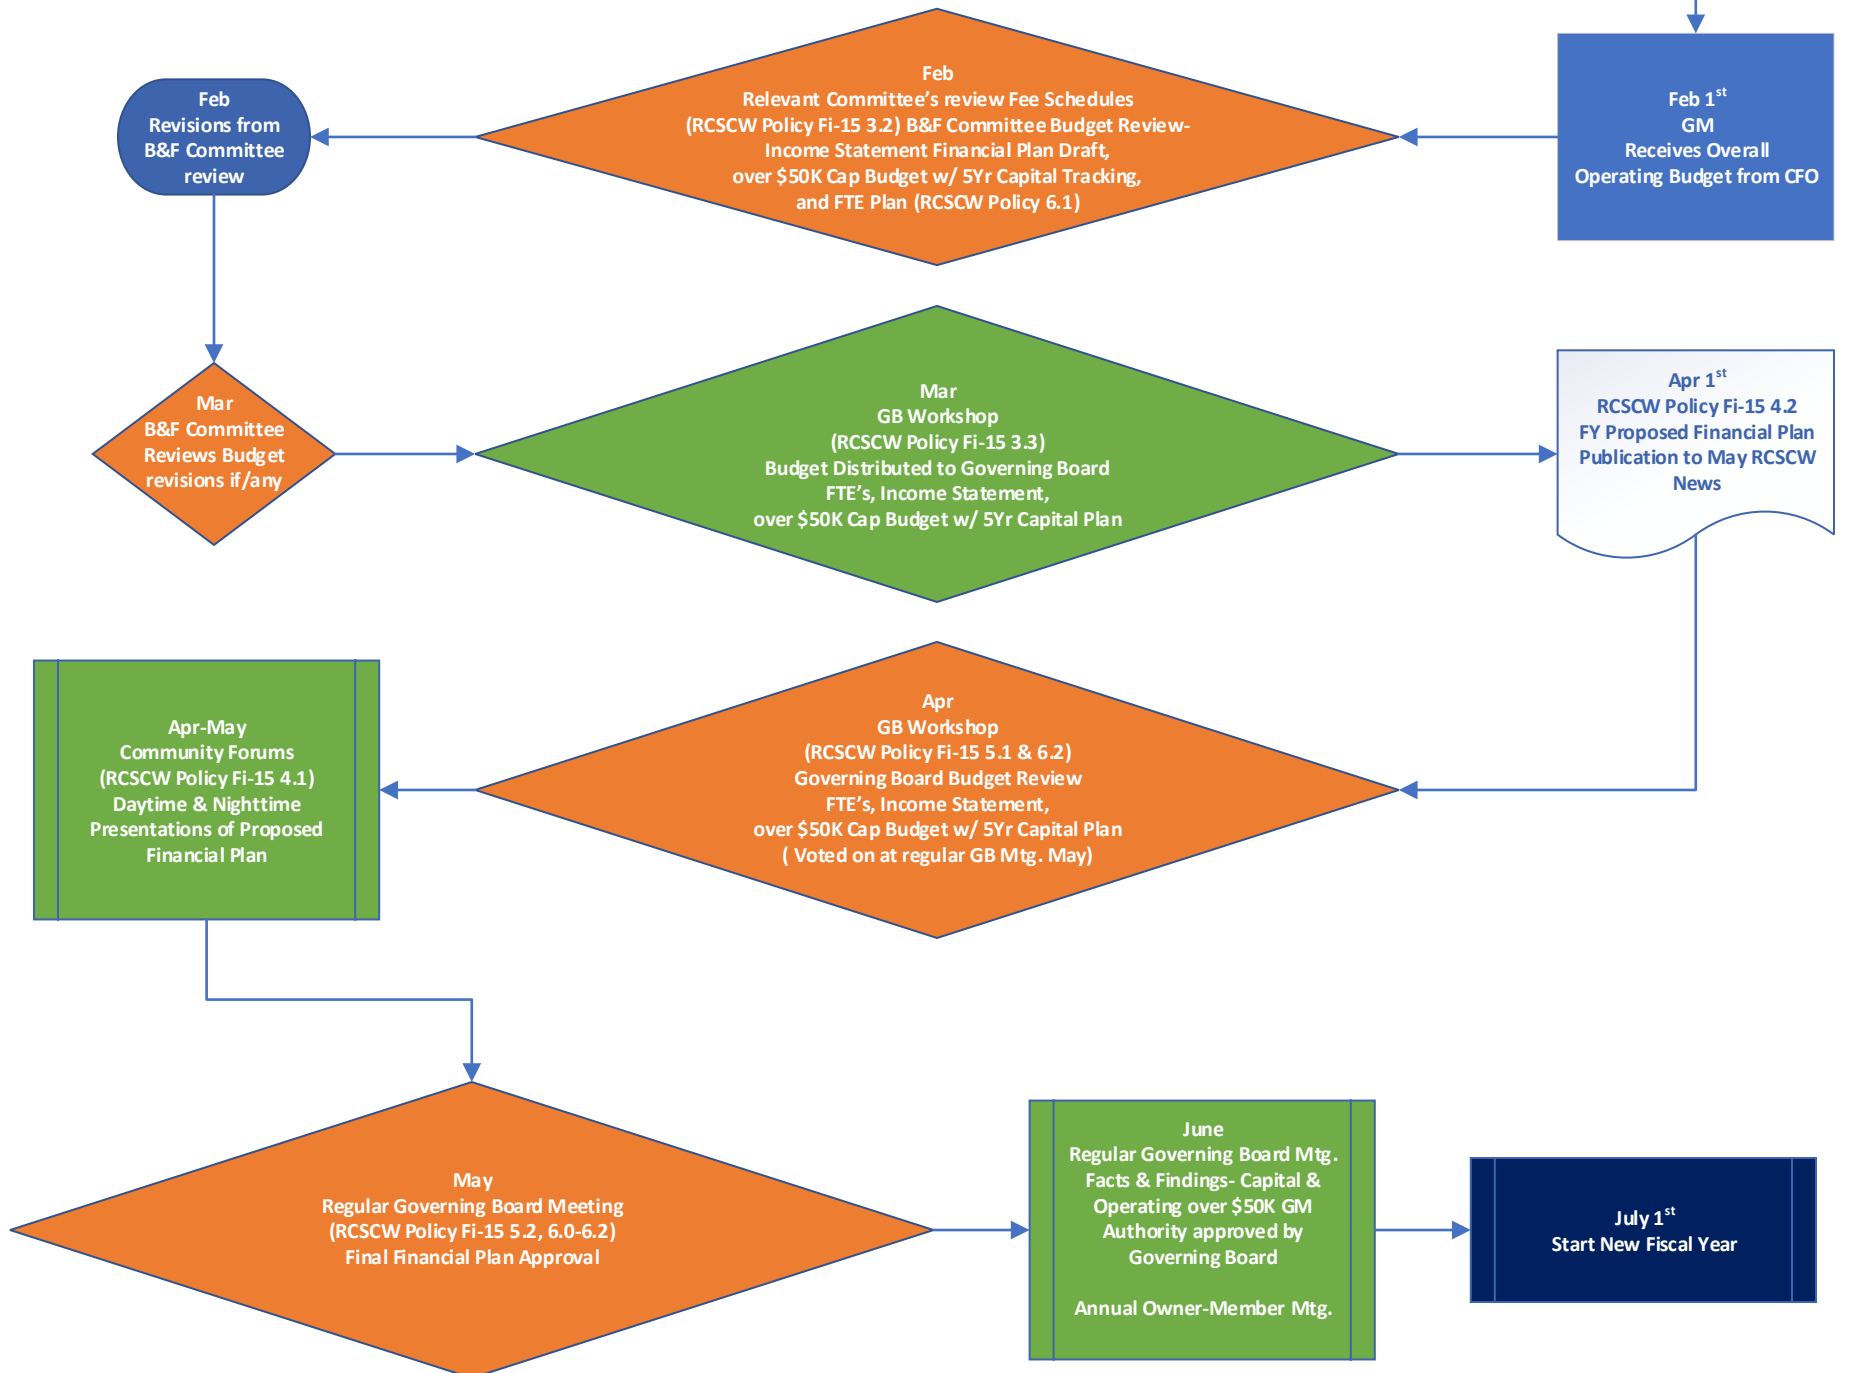 Feb 1st
GM
Receives Overall
Operating Budget from CFO
Feb
Relevant Committee's review Fee Schedules
(RCSCW Policy Fi-15 3.2) B&F Committee Budget Review-
Income Statement Financial Plan Draft,
over $50K Cap Budget w/ 5Yr Capital Tracking,
and FTE Plan (RCSCW Policy 6.1)
Feb
Revisions from
B&F Committee
review
Mar
B&F Committee
Reviews Budget
revisions if/any
Mar
GB Workshop
(RCSCW Policy Fi-15 3.3)
Budget Distributed to Governing Board
FTE's, Income Statement,
over $50K Cap Budget w/ 5Yr Capital Plan
Apr 1st
RCSCW Policy Fi-15 4.2
FY Proposed Financial Plan
Publication to May RCSCW
News
Apr
GB Workshop
(RCSCW Policy Fi-15 5.1 & 6.2)
Governing Board Budget Review
FTE's, Income Statement,
over $50K Cap Budget w/ 5Yr Capital Plan
( Voted on at regular GB Mtg. May)
Apr-May
Community Forums
(RCSCW Policy Fi-15 4.1)
Daytime & Nighttime
Presentations of Proposed
Financial Plan
May
Regular Governing Board Meeting
(RCSCW Policy Fi-15 5.2, 6.0-6.2)
Final Financial Plan Approval
June
Regular Governing Board Mtg.
Facts & Findings- Capital &
Operating over $50K GM
Authority approved by
Governing Board
Annual Owner-Member Mtg.
July 1st
Start New Fiscal Year